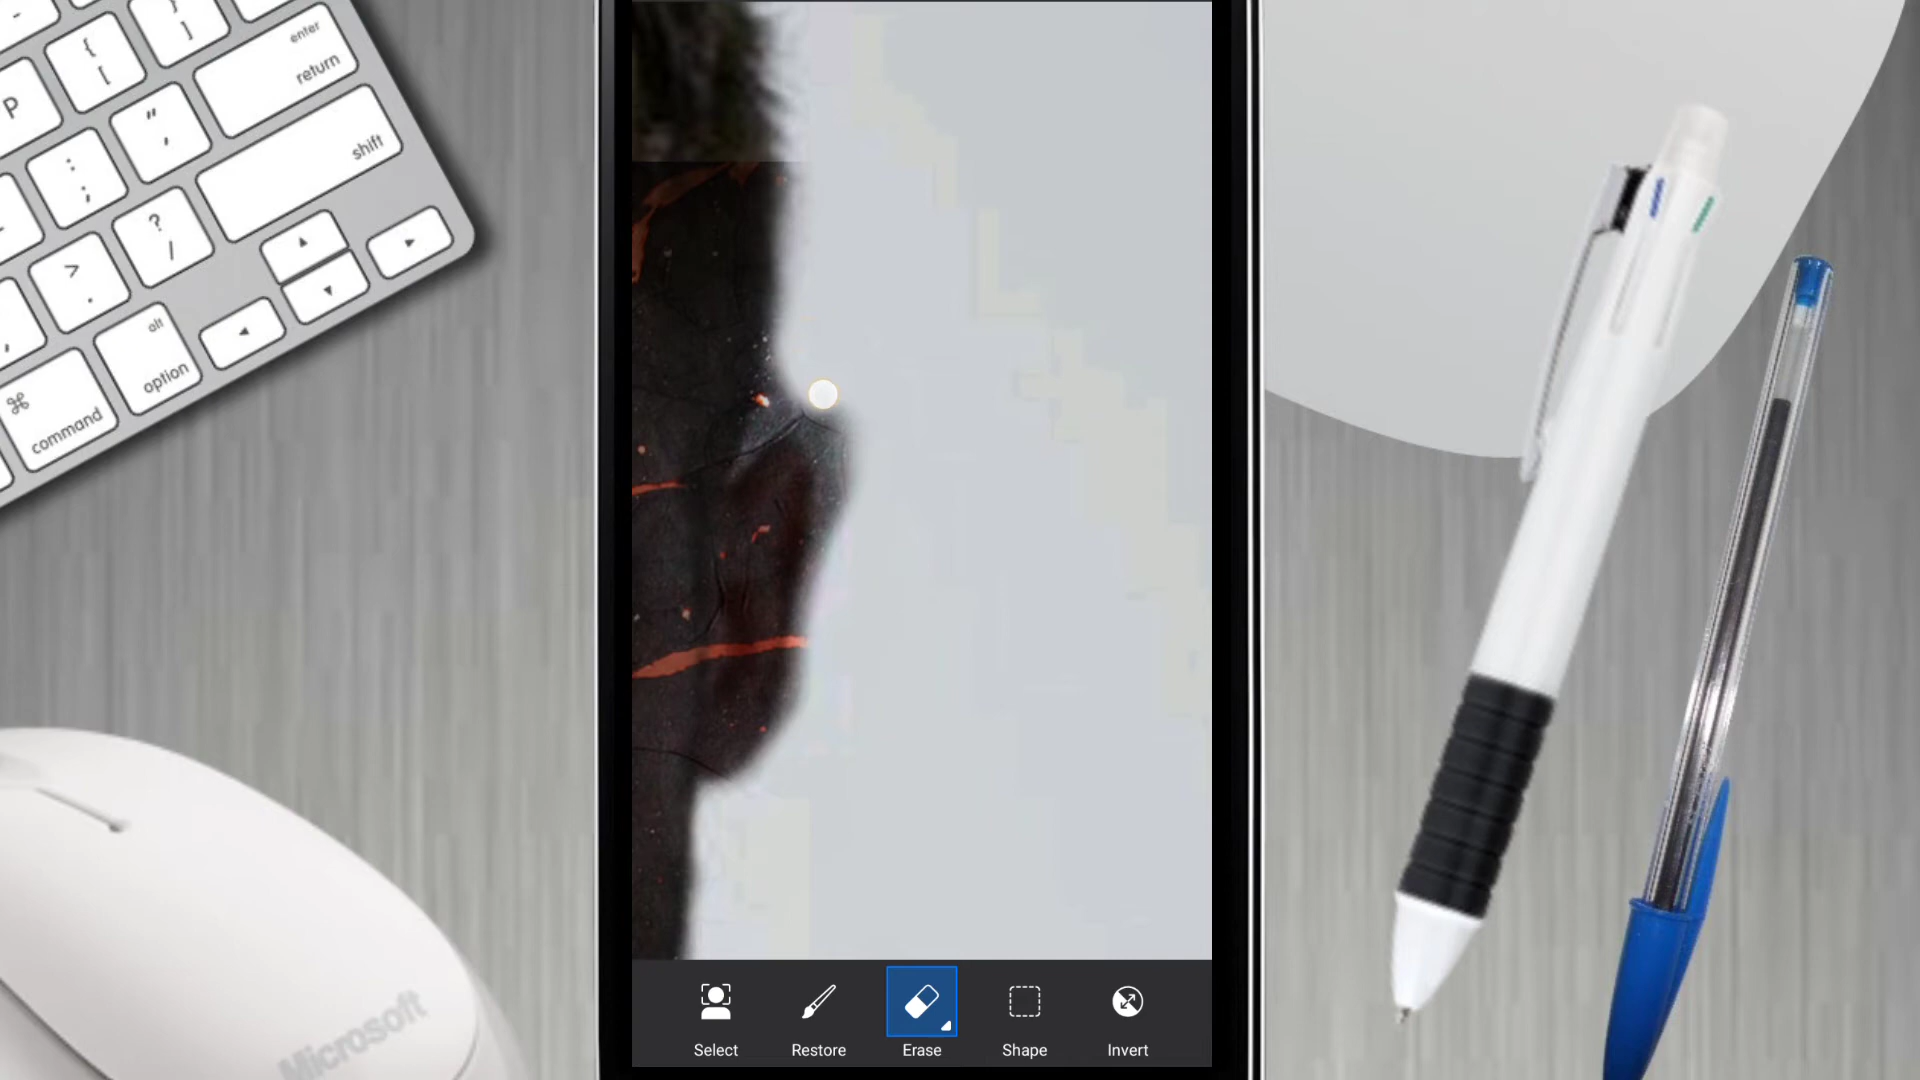 enter
return
P
{
[
}
]
"
,
:
;
shift
?
/
>
.
alt
option
⌘
command
Microsoft
Select
Restore
Erase
Shape
Invert